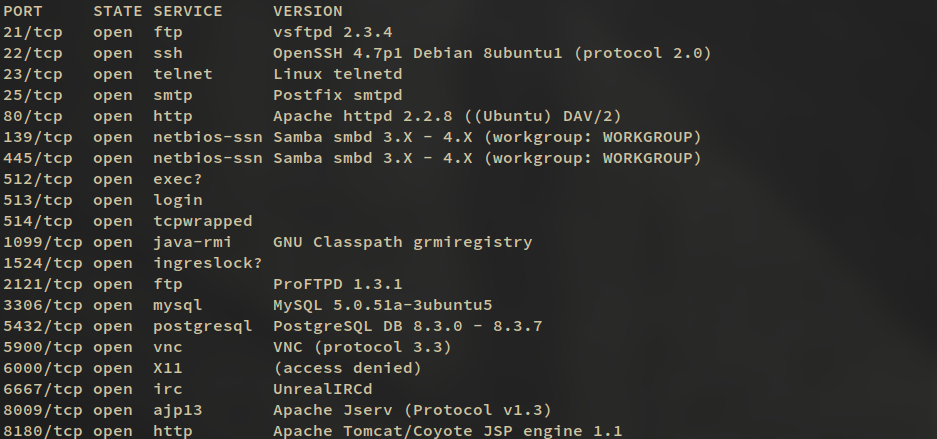 PORT STATE SERVICE VERSION
21/tcp open ftp vsftpd 2.3.4
22/tcp open ssh OpenSSH 4.7p1 Debian 8ubuntu1 (protocol 2.0)
23/tcp open telnet Linux telnetd
25/tcp open smtp Postfix smtpd
80/tcp open http Apache httpd 2.2.8 ((Ubuntu) DAV/2)
139/tcp open netbios-ssn Samba smbd 3.X - 4.X (workgroup: WORKGROUP)
445/tcp open netbios-ssn Samba smbd 3.X - 4.X (workgroup: WORKGROUP)
512/tcp open exec?
513/tcp open login
514/tcp open tcpwrapped
1099/tcp open java-rmi GNU Classpath grmiregistry
1524/tcp open ingreslock?
2121/tcp open ftp ProFTPD 1.3.1
3306/tcp open mysql MySQL 5.0.51a-3ubuntu5
5432/tcp open postgresql PostgreSQL DB 8.3.0 - 8.3.7
5900/tcp open vnc VNC (protocol 3.3)
6000/tcp open X11 (access denied)
6667/tcp open irc UnrealIRCd
8009/tcp open ajp13 Apache Jserv (Protocol v1.3)
8180/tcp open http Apache Tomcat/Coyote JSP engine 1.1